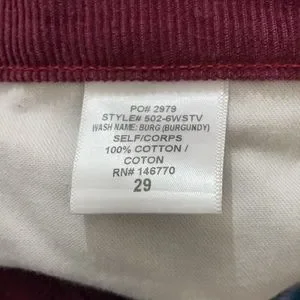 PO# 2979
STYLE# 502-6WSTV
WASH NAME: BURG (BURGUNDY)
SELF/CORPS
100% COTTON /
COTON
RN# 146770
29